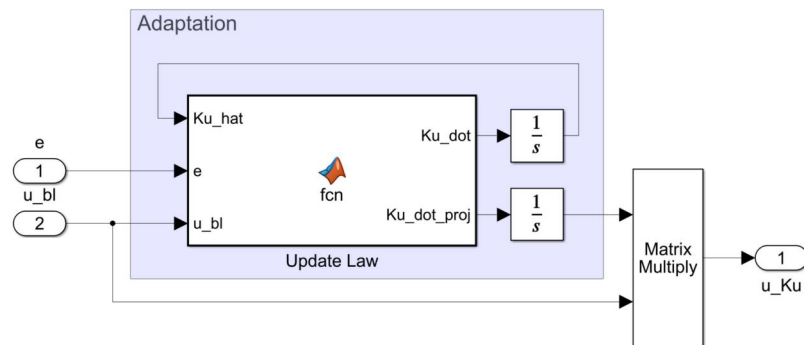 Adaptation
Ku_hat
Ku_dot
1
s
e
1
e
fcn
u_bl
2
u_bl
Ku_dot_proj
1
s
Update Law
Matrix
Multiply
1
u_Ku